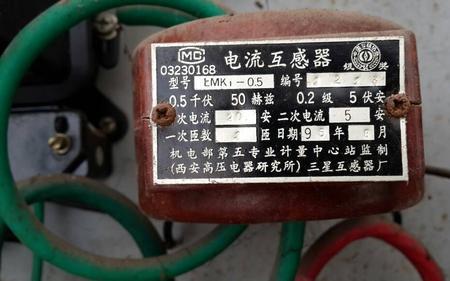 MC 电流互感器 银奖
03230168
型号 LMK1-0.5 编号
0.5千伏 50赫兹 0.2级 5伏安
次电流 安 二次电流 5 安
一次匝数 匝 日期 9 年 月
机电部第五专业计量中心站监制
(西安高压电器研究所)三星互感器厂